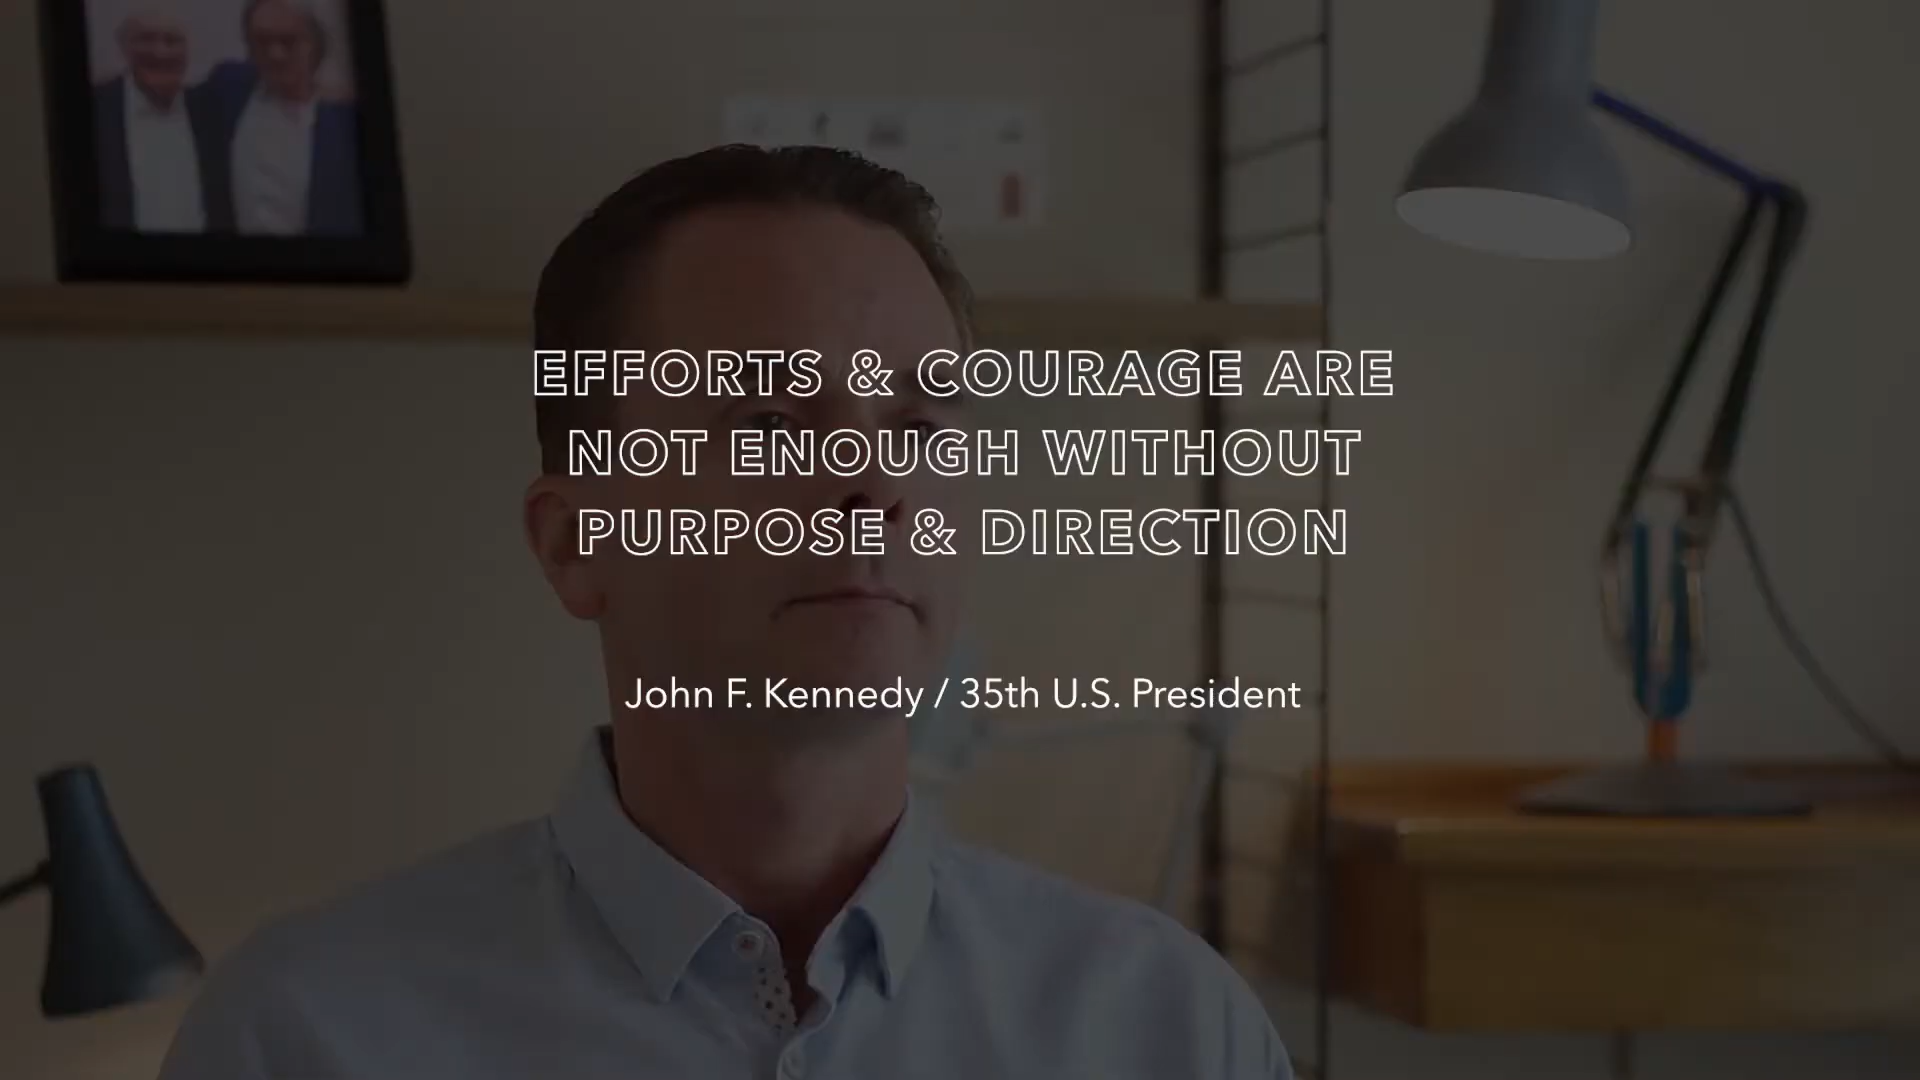 EFFORTS & COURAGE ARE
NOT ENOUGH WITHOUT
PURPOSE & DIRECTION
John F. Kennedy / 35th U.S. President